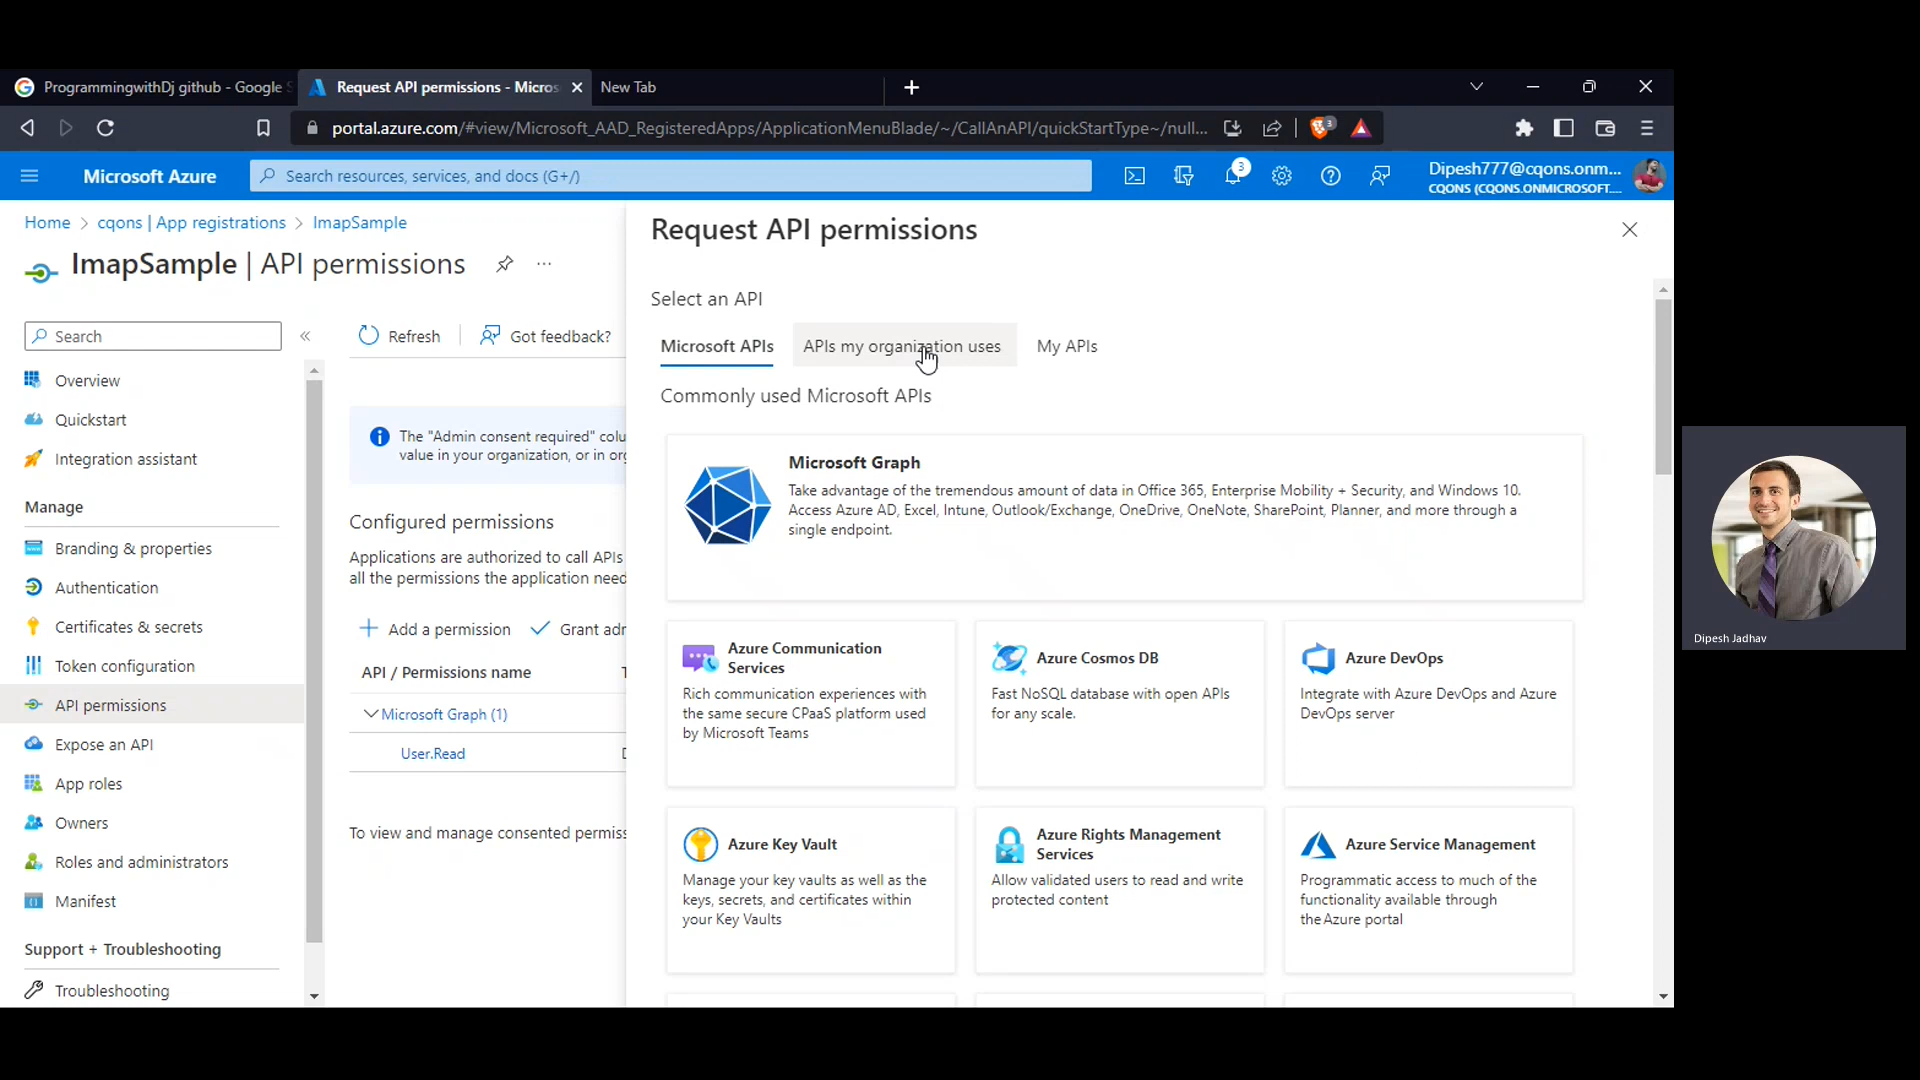 ProgrammingwithDj github - Google S
Request API permissions - Micros
New Tab
portal.azure.com/#view/Microsoft_AAD_RegisteredApps/ApplicationMenuBlade/~/CallAnAPI/quickStartType~/null...
3
Microsoft Azure
Search resources, services, and docs (G+/)
3
Dipesh777@cqons.onm...
CQONS (CQONS.ONMICROSOFT....
Home > cqons | App registrations > ImapSample
ImapSample | API permissions
Search
Overview
Quickstart
Integration assistant
Manage
Branding & properties
Authentication
Certificates & secrets
Token configuration
API permissions
Expose an API
App roles
Owners
Roles and administrators
Manifest
Support + Troubleshooting
Troubleshooting
Refresh
Got feedback?
The "Admin consent required" colu
value in your organization, or in org
Configured permissions
Applications are authorized to call APIs
all the permissions the application need
Add a permission
Grant adr
API / Permissions name
Microsoft Graph (1)
User.Read
To view and manage consented permiss
Request API permissions
Select an API
Microsoft APIs
APIs my organization uses
My APIs
Commonly used Microsoft APIs
Microsoft Graph
Take advantage of the tremendous amount of data in Office 365, Enterprise Mobility + Security, and Windows 10.
Access Azure AD, Excel, Intune, Outlook/Exchange, OneDrive, OneNote, SharePoint, Planner, and more through a
single endpoint.
Azure Communication
Services
Rich communication experiences with
the same secure CPaaS platform used
by Microsoft Teams
Azure Cosmos DB
Fast NoSQL database with open APIs
for any scale.
Azure DevOps
Integrate with Azure DevOps and Azure
DevOps server
Azure Key Vault
Manage your key vaults as well as the
keys, secrets, and certificates within
your Key Vaults
Azure Rights Management
Services
Allow validated users to read and write
protected content
Azure Service Management
Programmatic access to much of the
functionality available through
the Azure portal
Dipesh Jadhav